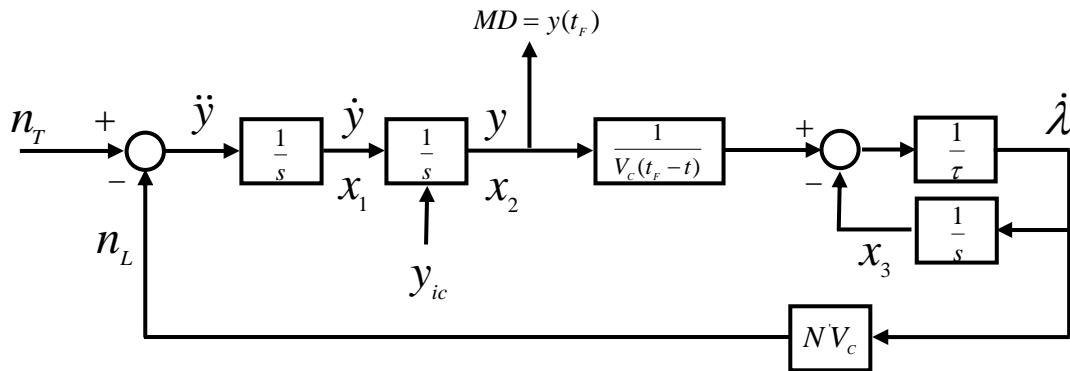 MD = y(t_F)
n_T
+
−
ÿ
1/s
ẏ
x_1
1/s
y
x_2
1/(V_C(t_F − t))
+
−
1/τ
λ̇
1/s
x_3
n_L
y_ic
N'V_C